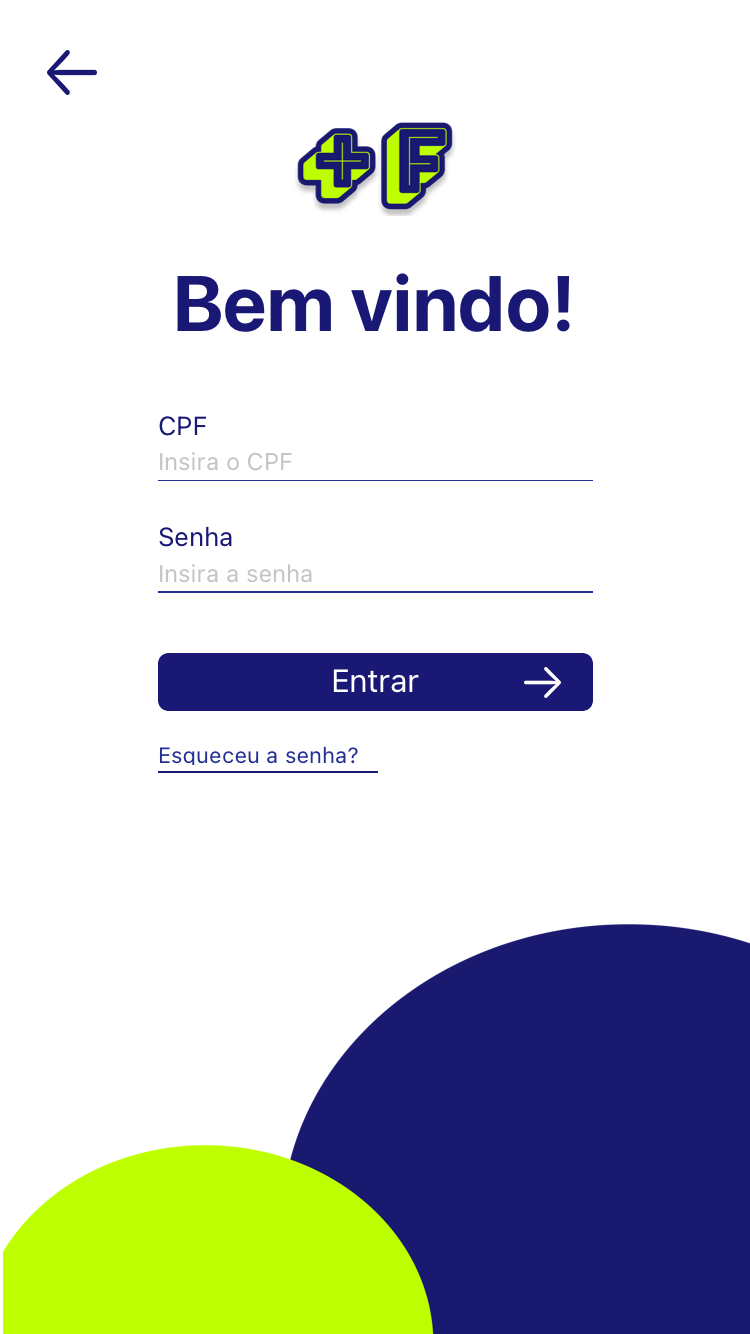 +F
Bem vindo!
CPF
Insira o CPF
Senha
Insira a senha
Entrar
Esqueceu a senha?